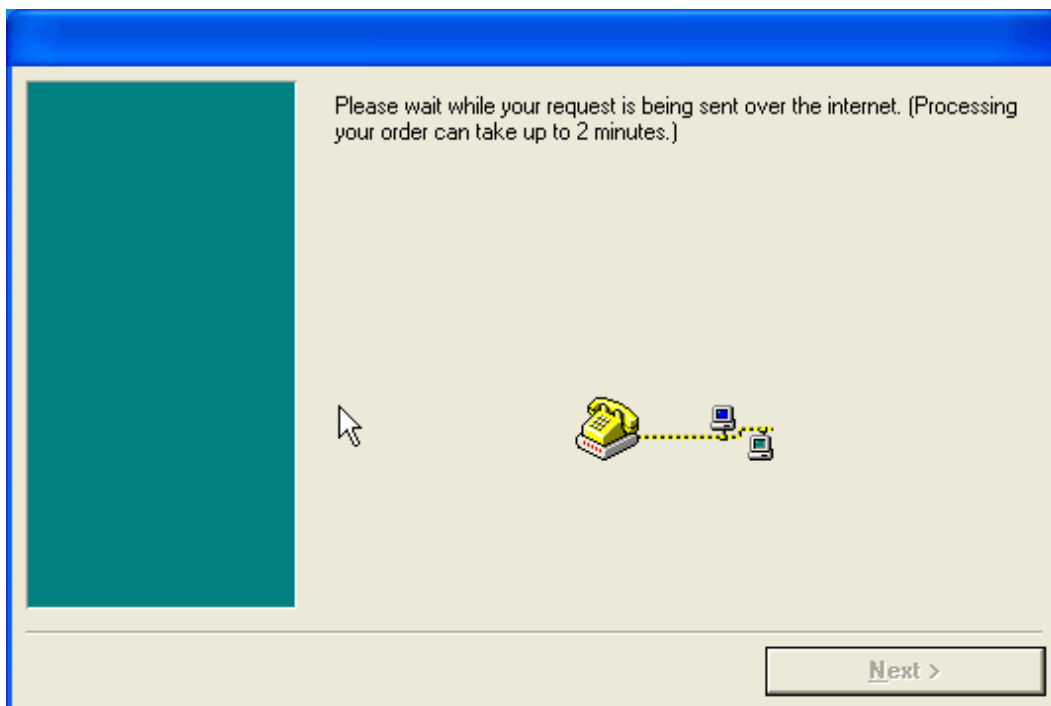 Please wait while your request is being sent over the internet. (Processing
your order can take up to 2 minutes.)
Next >